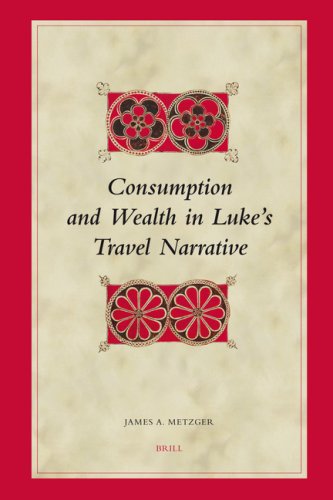 Consumption
and Wealth in Luke's
Travel Narrative
JAMES A. METZGER
BRILL